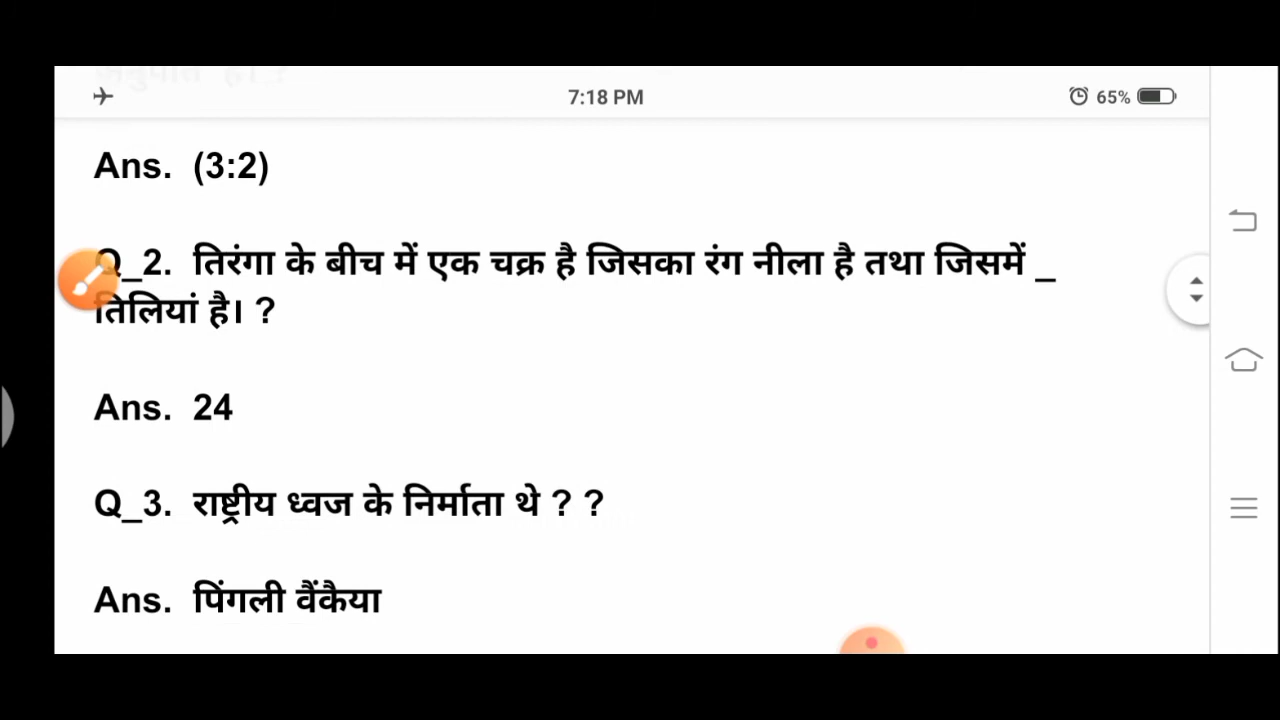 7:18 PM 65%
Ans. (3:2)
Q_2. तिरंगा के बीच में एक चक्र है जिसका रंग नीला है तथा जिसमें _
तिलियां है। ?
Ans. 24
Q_3. राष्ट्रीय ध्वज के निर्माता थे ? ?
Ans. पिंगली वैंकैया